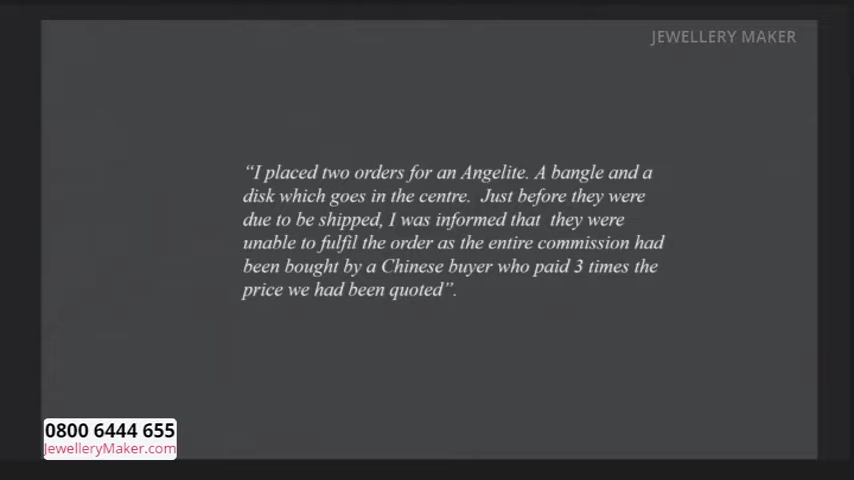 JEWELLERY MAKER
“I placed two orders for an Angelite. A bangle and a
disk which goes in the centre. Just before they were
due to be shipped, I was informed that they were
unable to fulfil the order as the entire commission had
been bought by a Chinese buyer who paid 3 times the
price we had been quoted”.
0800 6444 655
JewelleryMaker.com